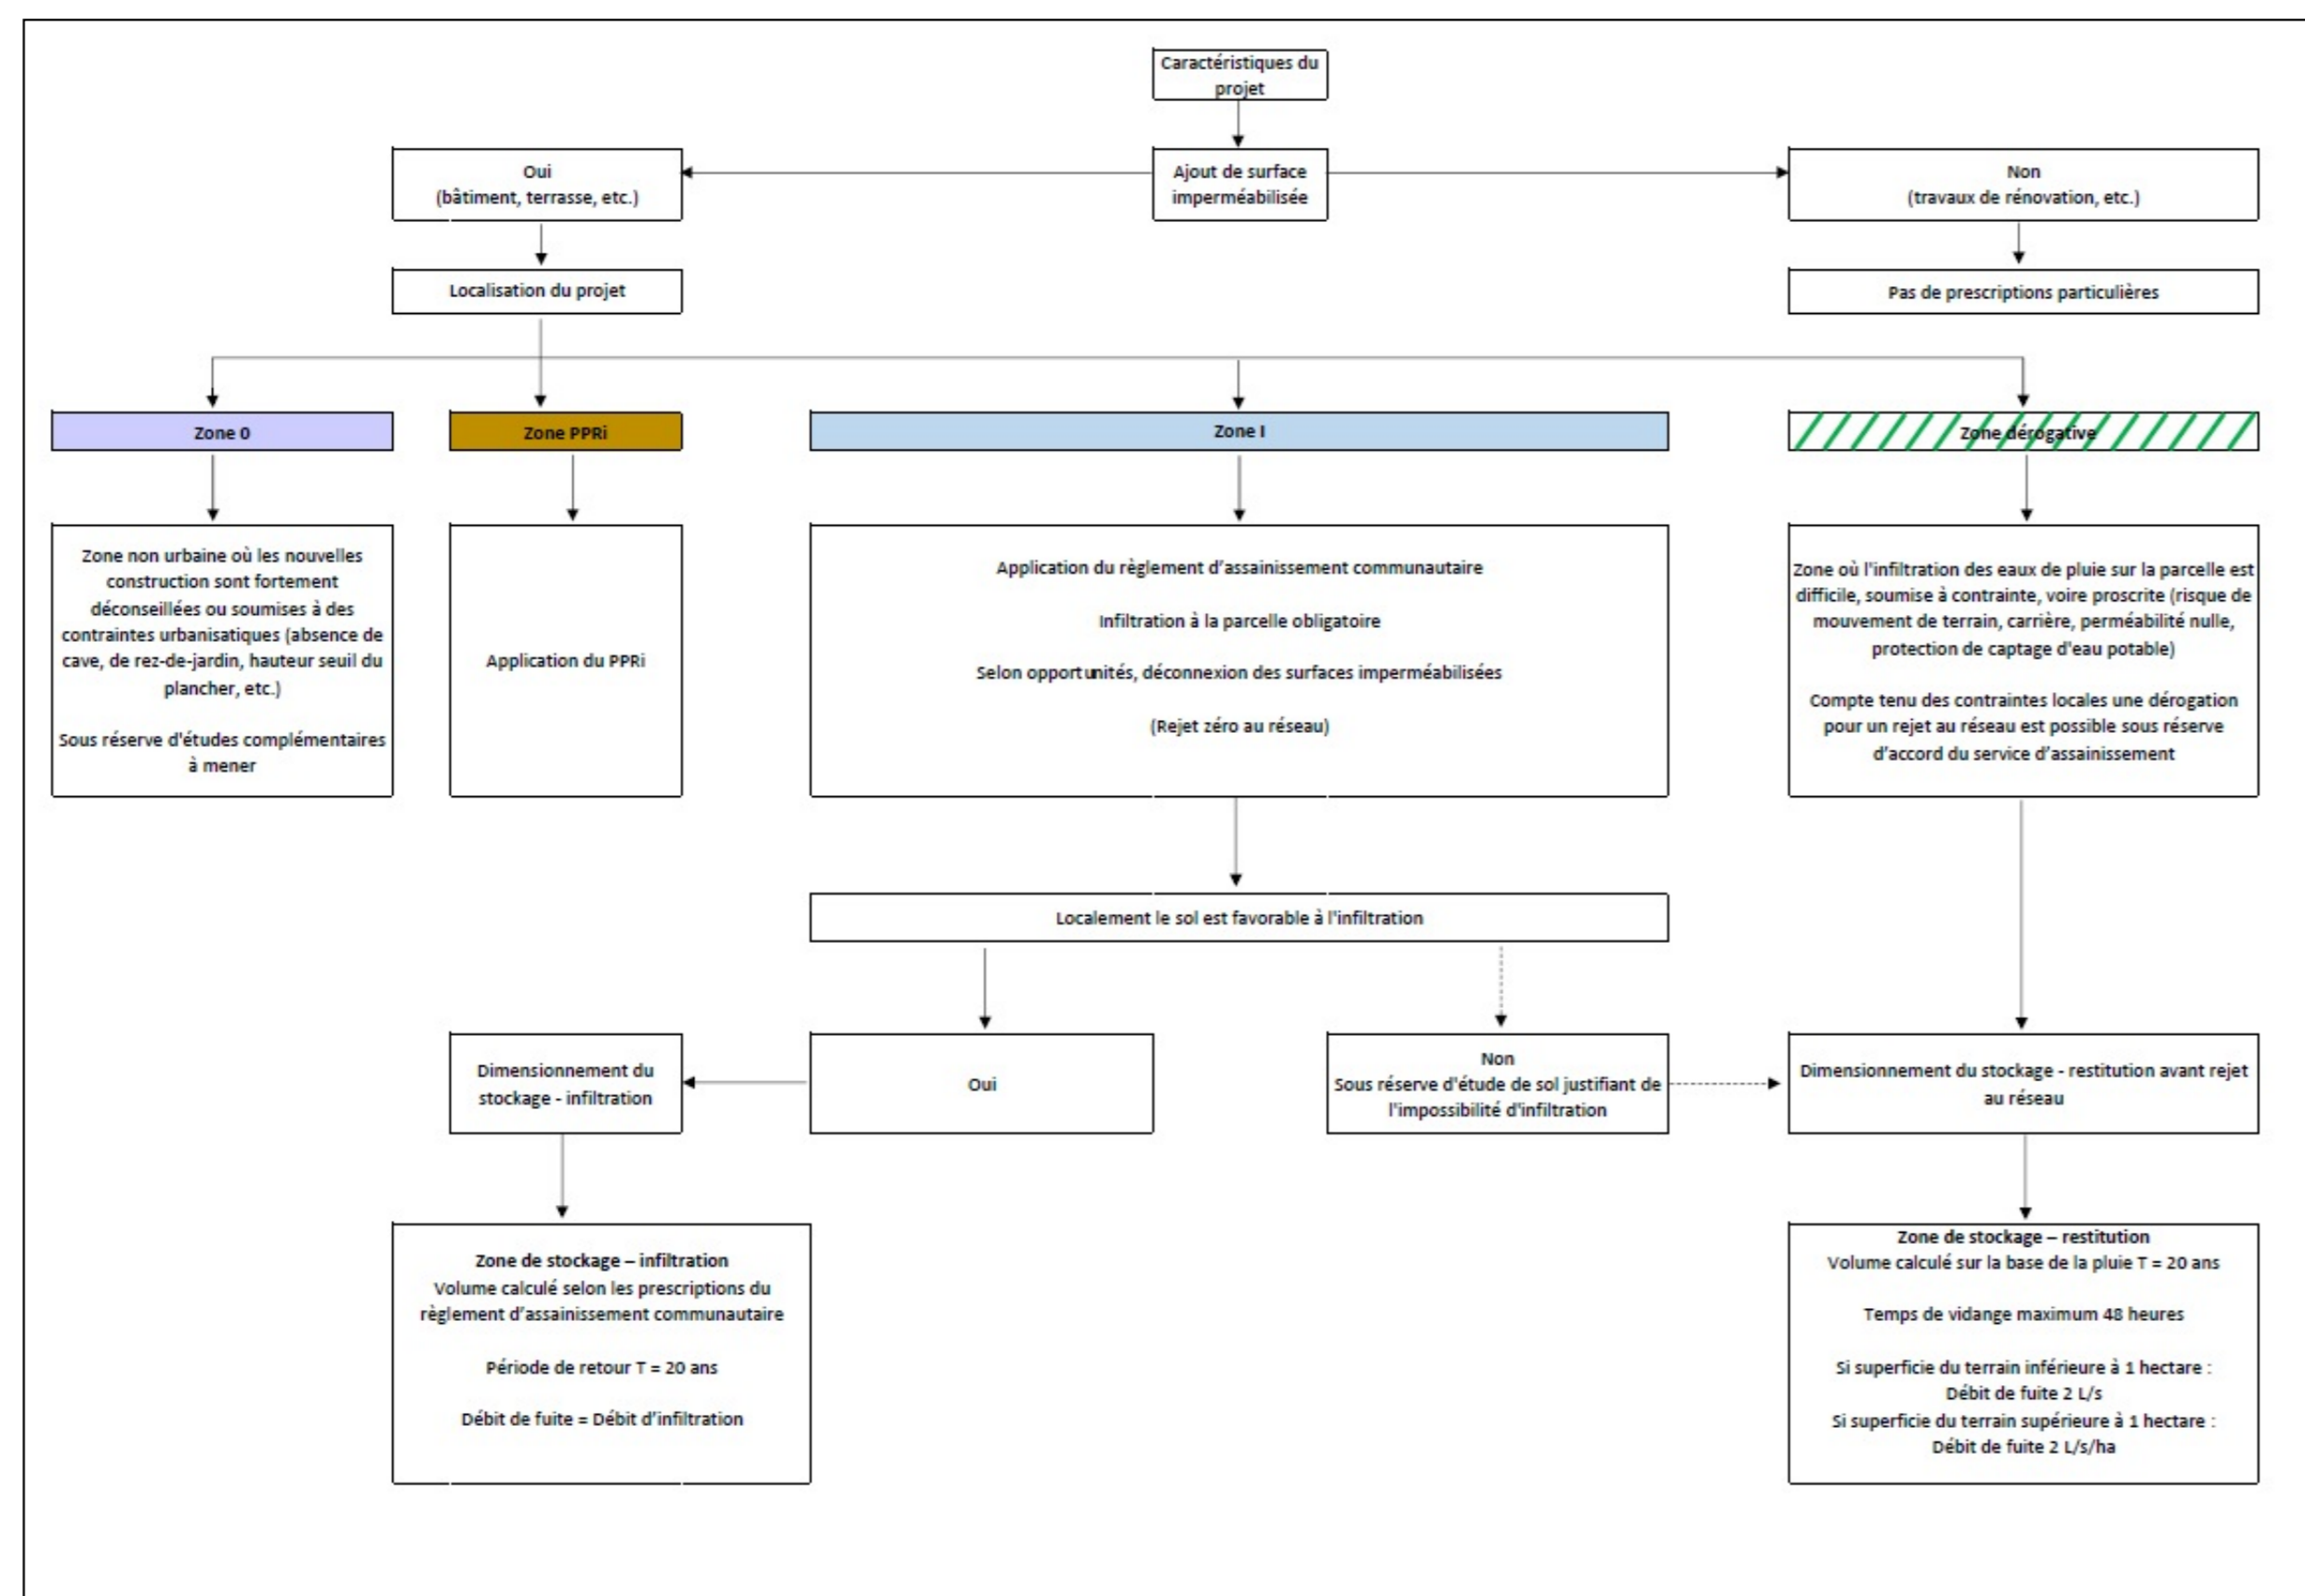 Caractéristiques du
projet
Oui
(bâtiment, terrasse, etc.)
Ajout de surface
imperméabilisée
Non
(travaux de rénovation, etc.)
Localisation du projet
Pas de prescriptions particulières
Zone 0
Zone PPRi
Zone I
Zone dérogative
Zone non urbaine où les nouvelles
construction sont fortement
déconseillées ou soumises à des
contraintes urbanisatiques (absence de
cave, de rez-de-jardin, hauteur seuil du
plancher, etc.)
Sous réserve d'études complémentaires
à mener
Application du PPRi
Application du règlement d’assainissement communautaire
Infiltration à la parcelle obligatoire
Selon opportunités, déconnexion des surfaces imperméabilisées
(Rejet zéro au réseau)
Zone où l'infiltration des eaux de pluie sur la parcelle est
difficile, soumise à contrainte, voire proscrite (risque de
mouvement de terrain, carrière, perméabilité nulle,
protection de captage d'eau potable)
Compte tenu des contraintes locales une dérogation
pour un rejet au réseau est possible sous réserve
d’accord du service d’assainissement
Localement le sol est favorable à l'infiltration
Dimensionnement du
stockage - infiltration
Oui
Non
Sous réserve d'étude de sol justifiant de
l'impossibilité d'infiltration
Dimensionnement du stockage - restitution avant rejet
au réseau
Zone de stockage – infiltration
Volume calculé selon les prescriptions du
règlement d’assainissement communautaire
Période de retour T = 20 ans
Débit de fuite = Débit d’infiltration
Zone de stockage – restitution
Volume calculé sur la base de la pluie T = 20 ans
Temps de vidange maximum 48 heures
Si superficie du terrain inférieure à 1 hectare :
Débit de fuite 2 L/s
Si superficie du terrain supérieure à 1 hectare :
Débit de fuite 2 L/s/ha